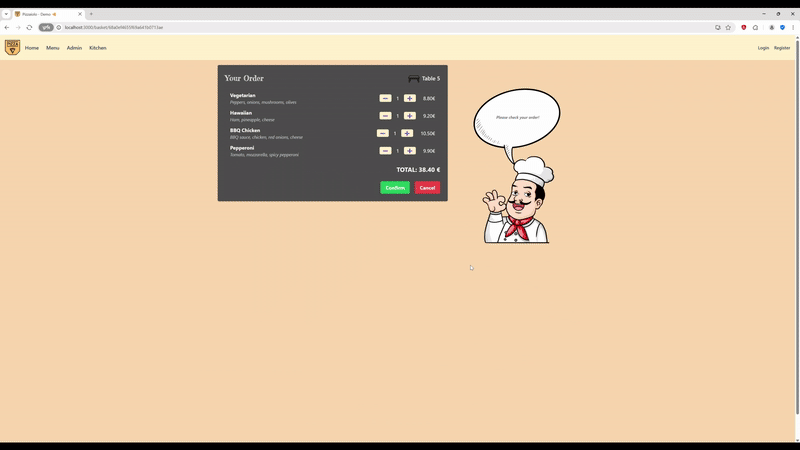 Pizzaiolo - Demo
localhost:3000/basket/
Home Menu Admin Kitchen Login Register
PIZZA
Your Order Table 5
Vegetarian 1 8.80€
Peppers, onions, mushrooms, olives
Hawaiian 1 9.20€
Ham, pineapple, cheese
BBQ Chicken 1 10.50€
BBQ sauce, chicken, red onions, cheese
Pepperoni 1 9.90€
Tomato, mozzarella, spicy pepperoni
TOTAL: 38.40 €
Confirm Cancel
Please check your order!